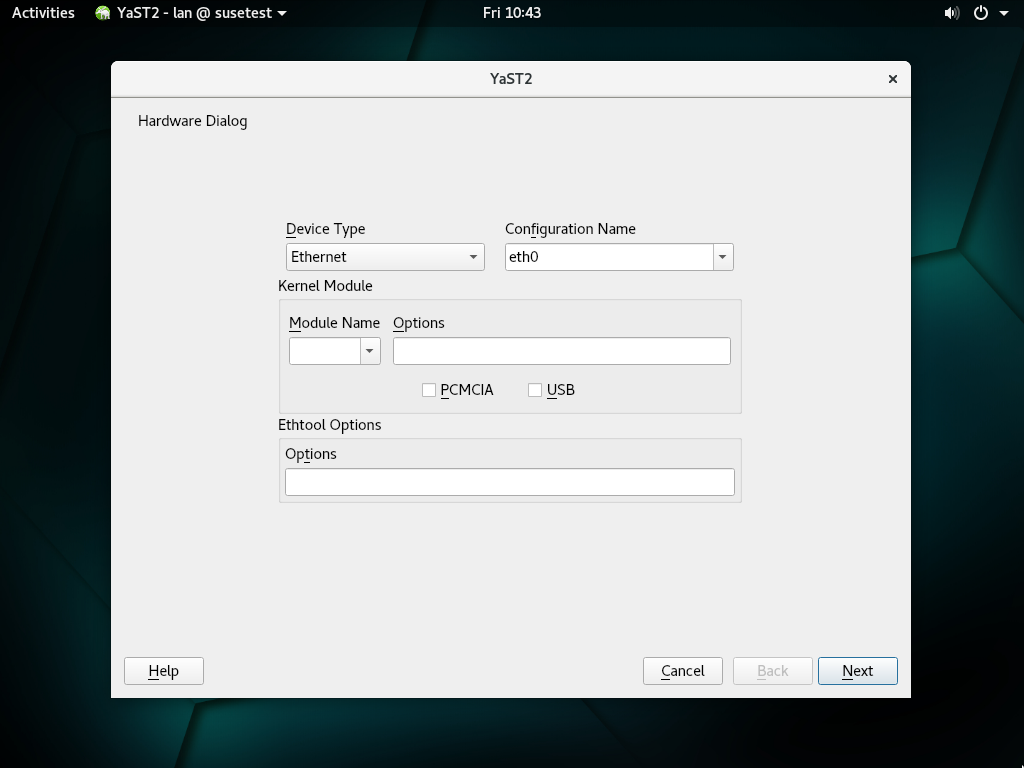 Activities YaST2 - lan @ susetest Fri 10:43
YaST2
Hardware Dialog
Device Type Configuration Name
Ethernet eth0
Kernel Module
Module Name Options
PCMCIA USB
Ethtool Options
Options
Help Cancel Back Next